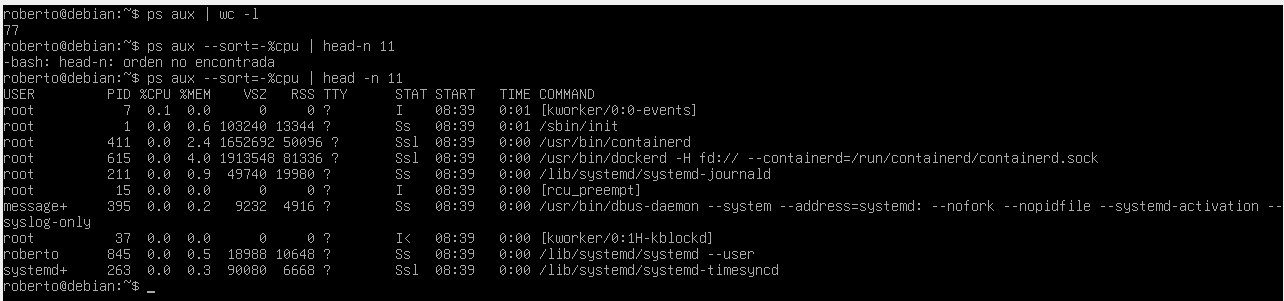 roberto@debian:~$ ps aux | wc -l
77
roberto@debian:~$ ps aux --sort=-%cpu | head-n 11
-bash: head-n: orden no encontrada
roberto@debian:~$ ps aux --sort=-%cpu | head -n 11
USER         PID %CPU %MEM    VSZ   RSS TTY      STAT START   TIME COMMAND
root           7  0.1  0.0      0     0 ?        I    08:39   0:01 [kworker/0:0-events]
root           1  0.0  0.6 103240 13344 ?        Ss   08:39   0:01 /sbin/init
root         411  0.0  2.4 1652692 50096 ?       Ssl  08:39   0:00 /usr/bin/containerd
root         615  0.0  4.0 1913548 81336 ?       Ssl  08:39   0:00 /usr/bin/dockerd -H fd:// --containerd=/run/containerd/containerd.sock
root         211  0.0  0.9  49740 19980 ?        Ss   08:39   0:00 /lib/systemd/systemd-journald
root          15  0.0  0.0      0     0 ?        I    08:39   0:00 [rcu_preempt]
message+     395  0.0  0.2   9232  4916 ?        Ss   08:39   0:00 /usr/bin/dbus-daemon --system --address=systemd: --nofork --nopidfile --systemd-activation --
syslog-only
root          37  0.0  0.0      0     0 ?        I<   08:39   0:00 [kworker/0:1H-kblockd]
roberto      845  0.0  0.5  18988 10648 ?        Ss   08:39   0:00 /lib/systemd/systemd --user
systemd+     263  0.0  0.3  90080  6668 ?        Ssl  08:39   0:00 /lib/systemd/systemd-timesyncd
roberto@debian:~$ _